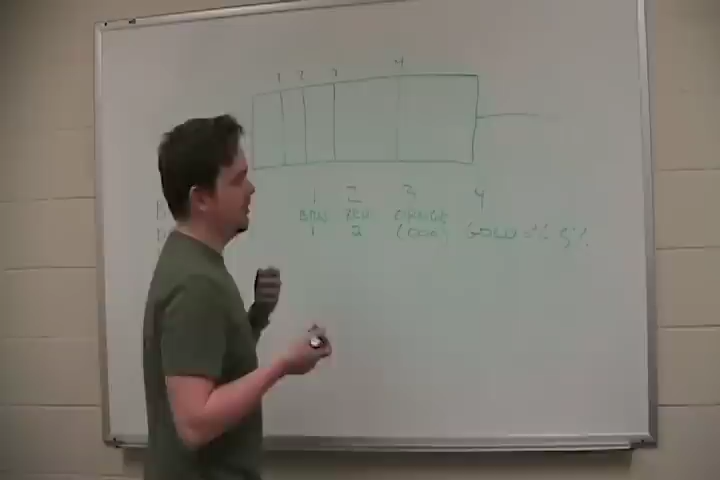 1 2 3 4
1 2 3 4
BRN RED ORANGE
1 2 (000) GOLD = ± 5%
B